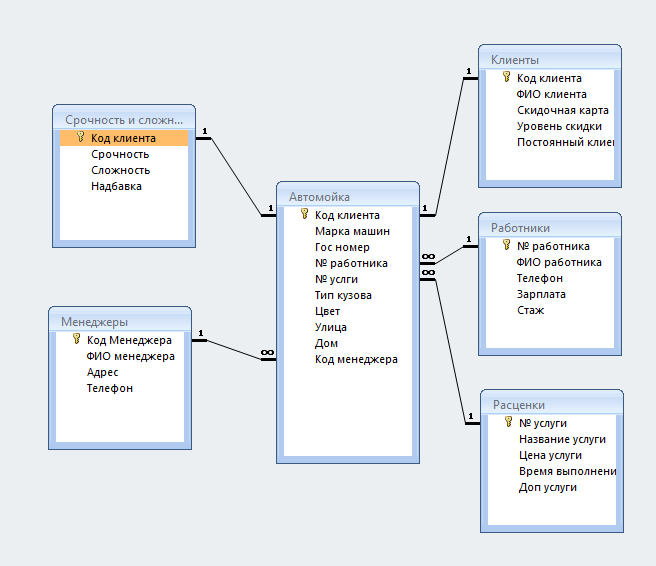 Срочность и сложн...
Код клиента
Срочность
Сложность
Надбавка
Менеджеры
Код Менеджера
ФИО менеджера
Адрес
Телефон
Автомойка
Код клиента
Марка машин
Гос номер
№ работника
№ услги
Тип кузова
Цвет
Улица
Дом
Код менеджера
Клиенты
Код клиента
ФИО клиента
Скидочная карта
Уровень скидки
Постоянный клиен
Работники
№ работника
ФИО работника
Телефон
Зарплата
Стаж
Расценки
№ услуги
Название услуги
Цена услуги
Время выполнени
Доп услуги
1
1
1
∞
1
1
∞
1
∞
1